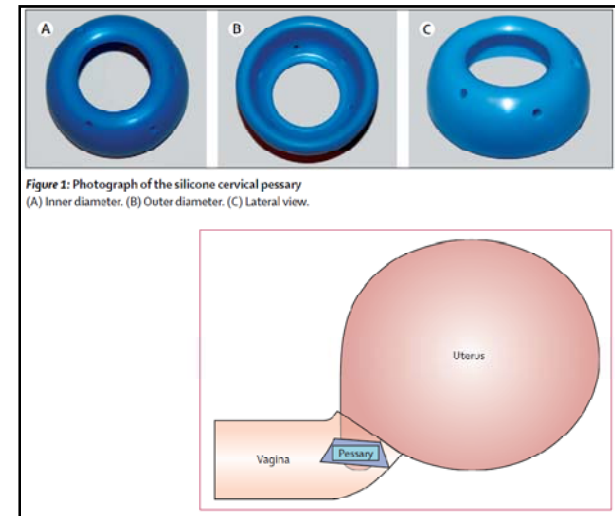 A
B
C
Figure 1: Photograph of the silicone cervical pessary
(A) Inner diameter. (B) Outer diameter. (C) Lateral view.
Uterus
Pessary
Vagina